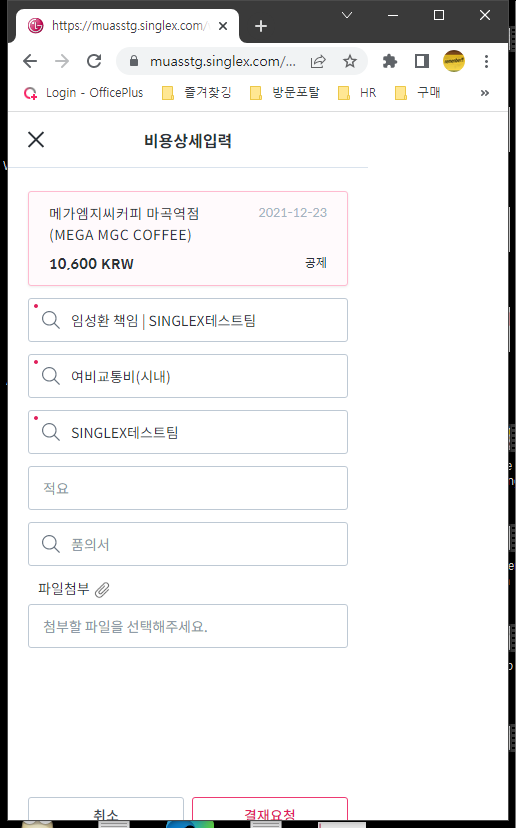 https://muasstg.singlex.com/
muasstg.singlex.com/...
Login - OfficePlus
즐겨찾깅
방문포탈
HR
구매
»
비용상세입력
메가엠지씨커피 마곡역점
(MEGA MGC COFFEE)
2021-12-23
10,600 KRW
공제
임성환 책임 | SINGLEX테스트팀
여비교통비(시내)
SINGLEX테스트팀
적요
품의서
파일첨부
첨부할 파일을 선택해주세요.
취소
결재요청